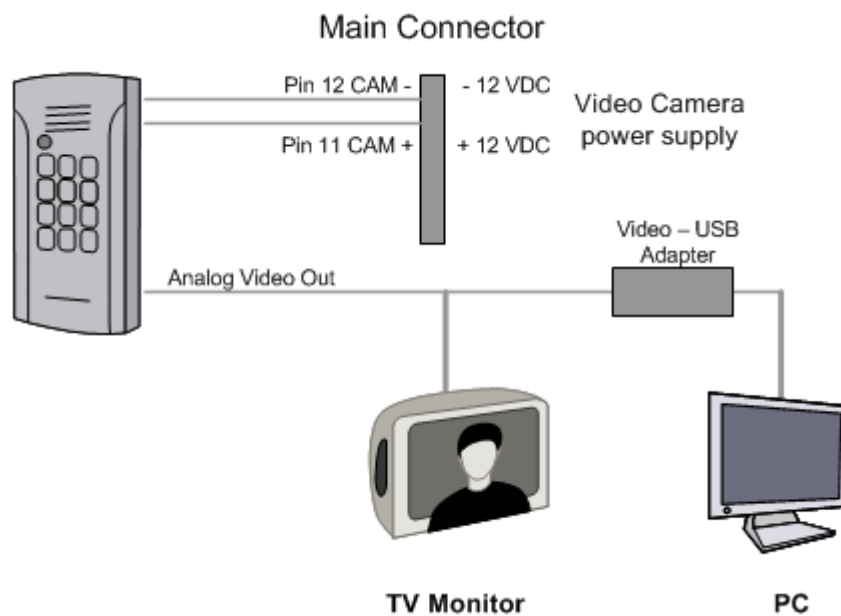 Main Connector
Pin 12 CAM -
- 12 VDC
Video Camera
power supply
Pin 11 CAM +
+ 12 VDC
Video – USB
Adapter
Analog Video Out
TV Monitor
PC